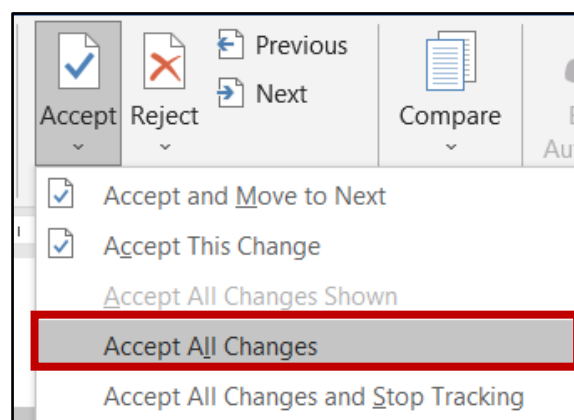 Previous
Next
Accept
Reject
Compare
Accept and Move to Next
Accept This Change
Accept All Changes Shown
Accept All Changes
Accept All Changes and Stop Tracking